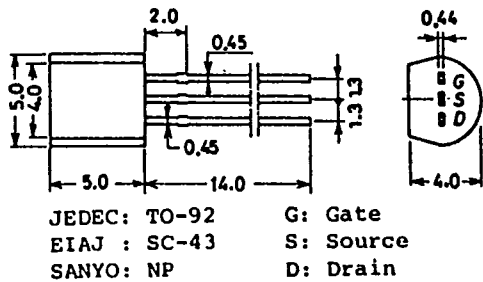 2.0
0.45
0.44
5.0
4.0
1.3
1.3
G
S
D
0.45
5.0
14.0
4.0
JEDEC: TO-92 G: Gate
EIAJ : SC-43 S: Source
SANYO: NP D: Drain